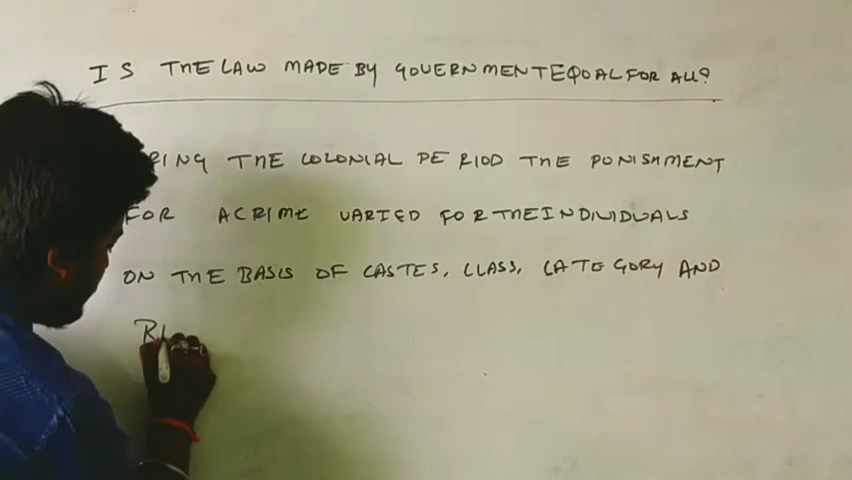 IS THE LAW MADE BY GOVERNMENT EQUAL FOR ALL?
RING THE COLONIAL PERIOD THE PUNISHMENT
FOR A CRIME VARIED FOR THE INDIVIDUALS
ON THE BASIS OF CASTES, CLASS, CATEGORY AND